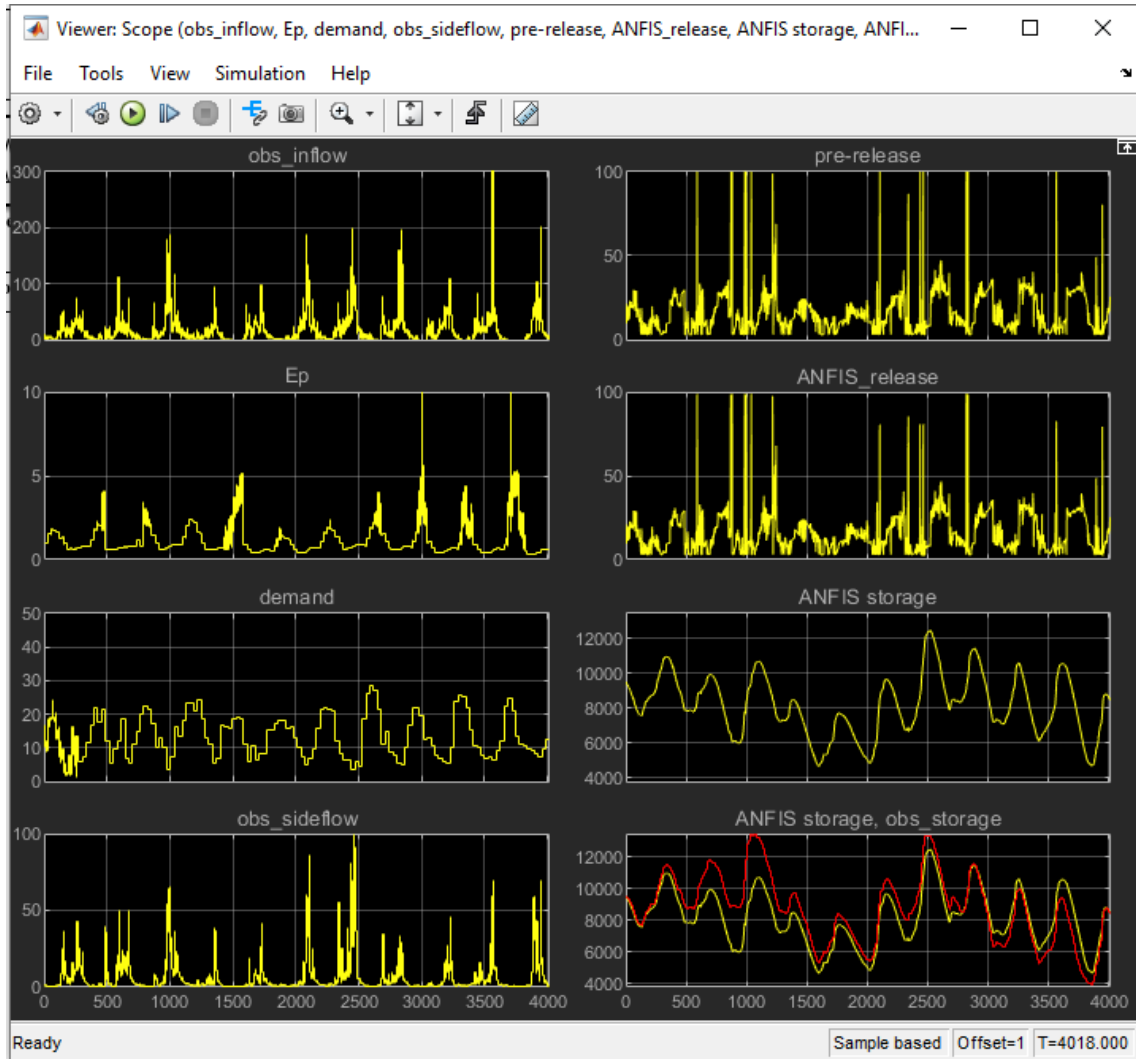 Viewer: Scope (obs_inflow, Ep, demand, obs_sideflow, pre-release, ANFIS_release, ANFIS storage, ANFI...
File Tools View Simulation Help
obs_inflow
300
200
100
0
Ep
10
5
0
demand
50
40
30
20
10
0
obs_sideflow
100
50
0
0 500 1000 1500 2000 2500 3000 3500 4000
pre-release
100
50
0
ANFIS_release
100
50
0
ANFIS storage
12000
10000
8000
6000
4000
ANFIS storage, obs_storage
12000
10000
8000
6000
4000
0 500 1000 1500 2000 2500 3000 3500 4000
Ready
Sample based Offset=1 T=4018.000